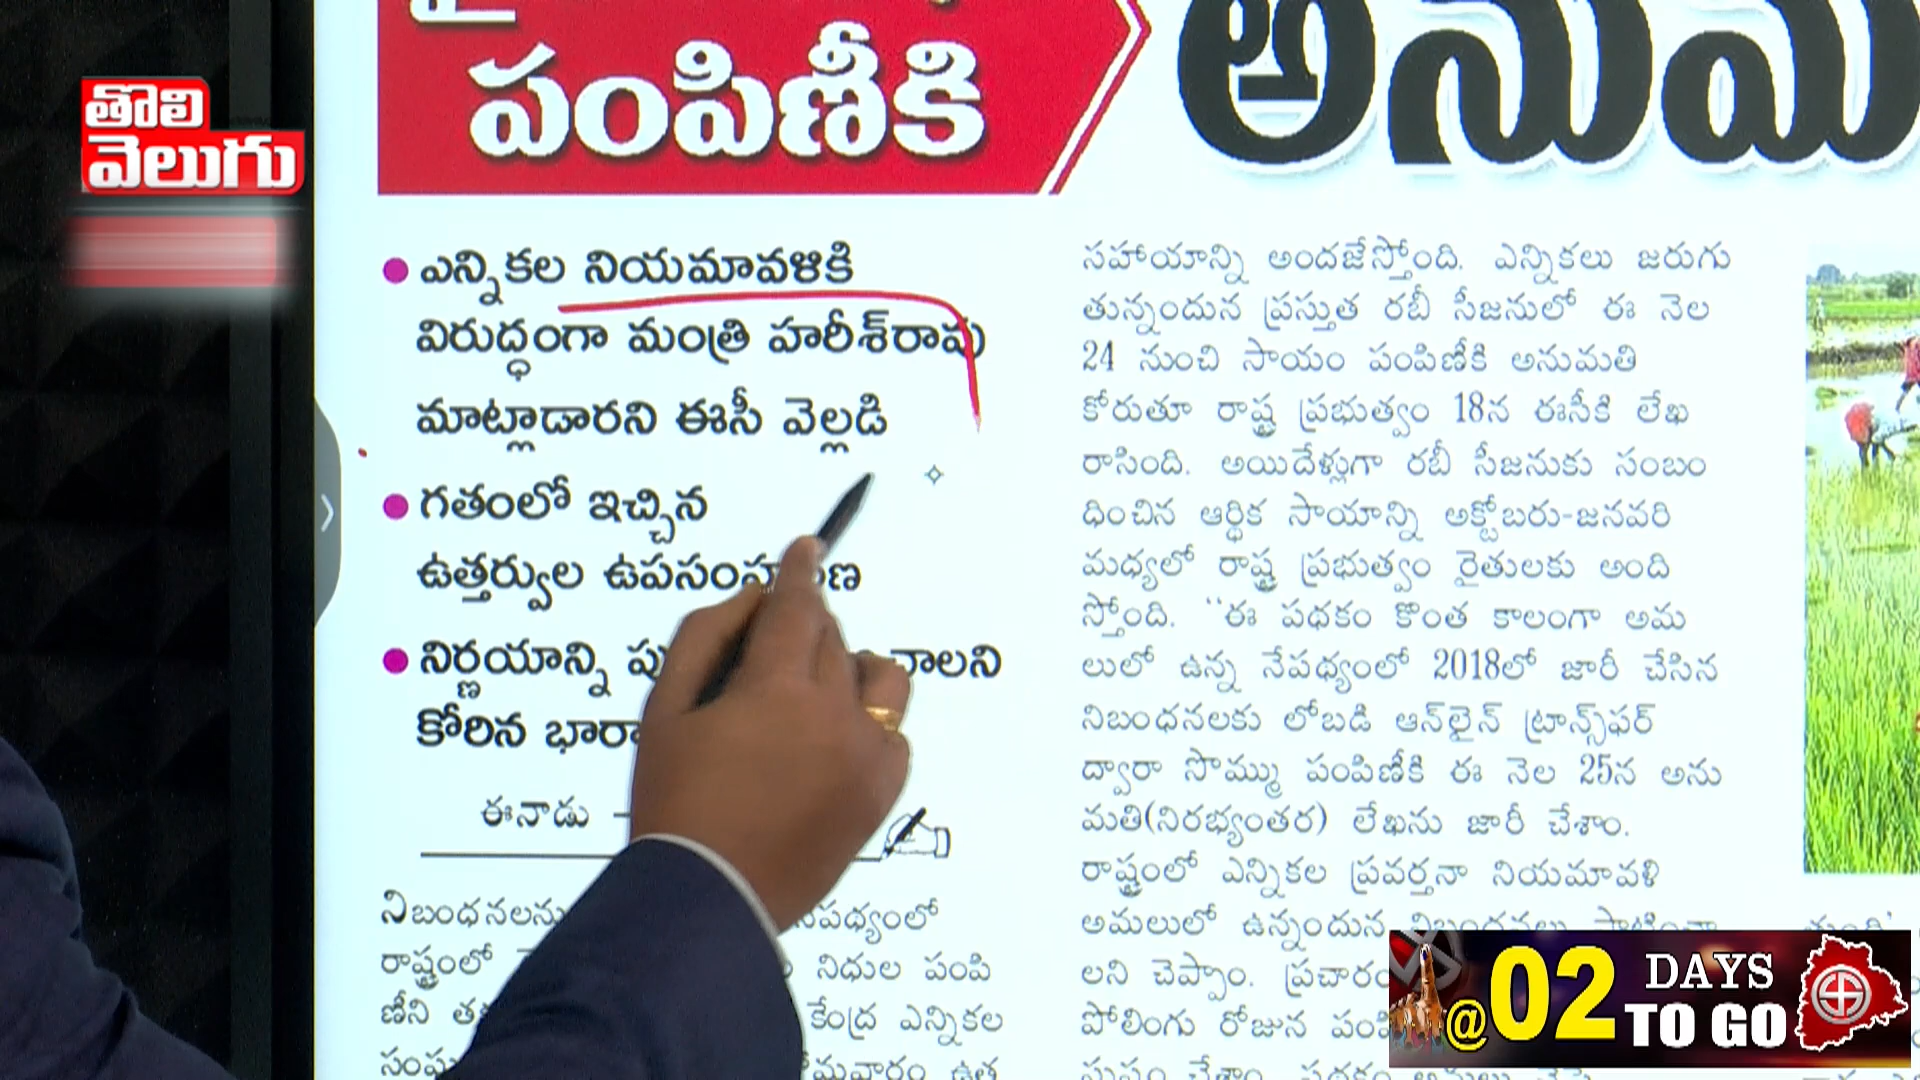 తొలి
వెలుగు
పంపిణీకి
ఎన్నికల నియమావళికి
విరుద్ధంగా మంత్రి హరీశ్‌రావు
మాట్లాడారని ఈసీ వెల్లడి
గతంలో ఇచ్చిన
ఉత్తర్వుల
నిర్ణయాన్ని
కోరిన
ఈనాడు
నిబంధనలను
రాష్ట్రంలో నిధుల పంపి
ణీని కేంద్ర ఎన్నికల
సహాయాన్ని అందజేస్తోంది. ఎన్నికలు జరుగు
తున్నందున ప్రస్తుత రబీ సీజనులో ఈ నెల
24 నుంచి సాయం పంపిణీకి అనుమతి
కోరుతూ రాష్ట్ర ప్రభుత్వం 18న ఈసీకి లేఖ
రాసింది. అయిదేళ్లుగా రబీ సీజనుకు సంబం
ధించిన ఆర్థిక సాయాన్ని అక్టోబరు-జనవరి
మధ్యలో రాష్ట్ర ప్రభుత్వం రైతులకు అంది
స్తోంది. ‘‘ఈ పథకం కొంత కాలంగా అమ
లులో ఉన్న నేపథ్యంలో 2018లో జారీ చేసిన
నిబంధనలకు లోబడి ఆన్‌లైన్ ట్రాన్స్‌ఫర్
ద్వారా సొమ్ము పంపిణీకి ఈ నెల 25న అను
మతి(నిరభ్యంతర) లేఖను జారీ చేశాం.
రాష్ట్రంలో ఎన్నికల ప్రవర్తనా నియమావళి
అమలులో ఉన్నందున
లని చెప్పాం.
పోలింగు రోజున
@02 DAYS
TO GO